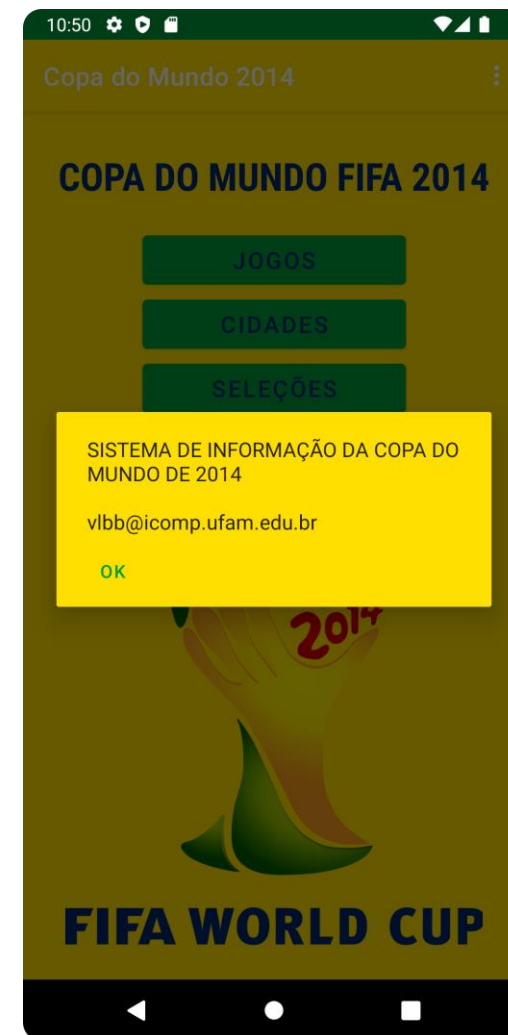 10:50
Copa do Mundo 2014
COPA DO MUNDO FIFA 2014
JOGOS
CIDADES
SELEÇÕES
SISTEMA DE INFORMAÇÃO DA COPA DO
MUNDO DE 2014
vlbb@icomp.ufam.edu.br
OK
2014
FIFA WORLD CUP